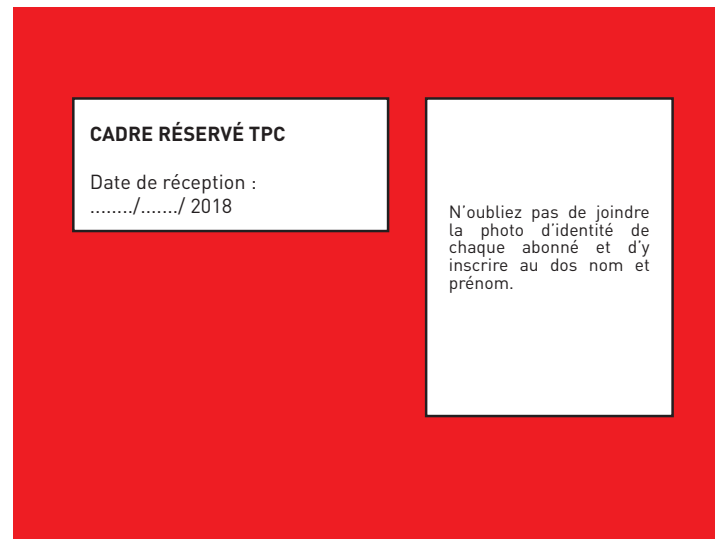 CADRE RÉSERVÉ TPC
Date de réception :
......../......./ 2018
N'oubliez pas de joindre
la photo d'identité de
chaque abonné et d'y
inscrire au dos nom et
prénom.